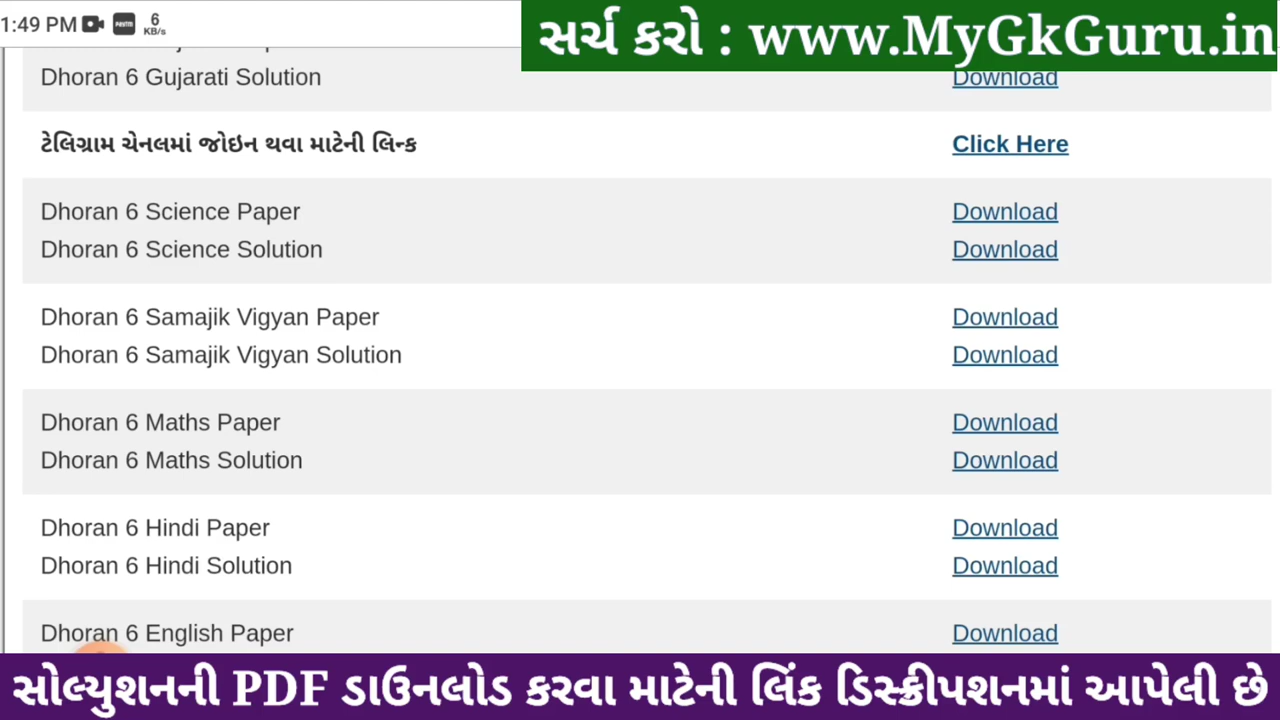 1:49 PM
Paytm
6 KB/s
સર્ચ કરો : www.MyGkGuru.in
Dhoran 6 Gujarati Solution Download
ટેલિગ્રામ ચેનલમાં જોઇન થવા માટેની લિન્ક Click Here
Dhoran 6 Science Paper Download
Dhoran 6 Science Solution Download
Dhoran 6 Samajik Vigyan Paper Download
Dhoran 6 Samajik Vigyan Solution Download
Dhoran 6 Maths Paper Download
Dhoran 6 Maths Solution Download
Dhoran 6 Hindi Paper Download
Dhoran 6 Hindi Solution Download
Dhoran 6 English Paper Download
સોલ્યુશનની PDF ડાઉનલોડ કરવા માટેની લિંક ડિસ્ક્રીપશનમાં આપેલી છે